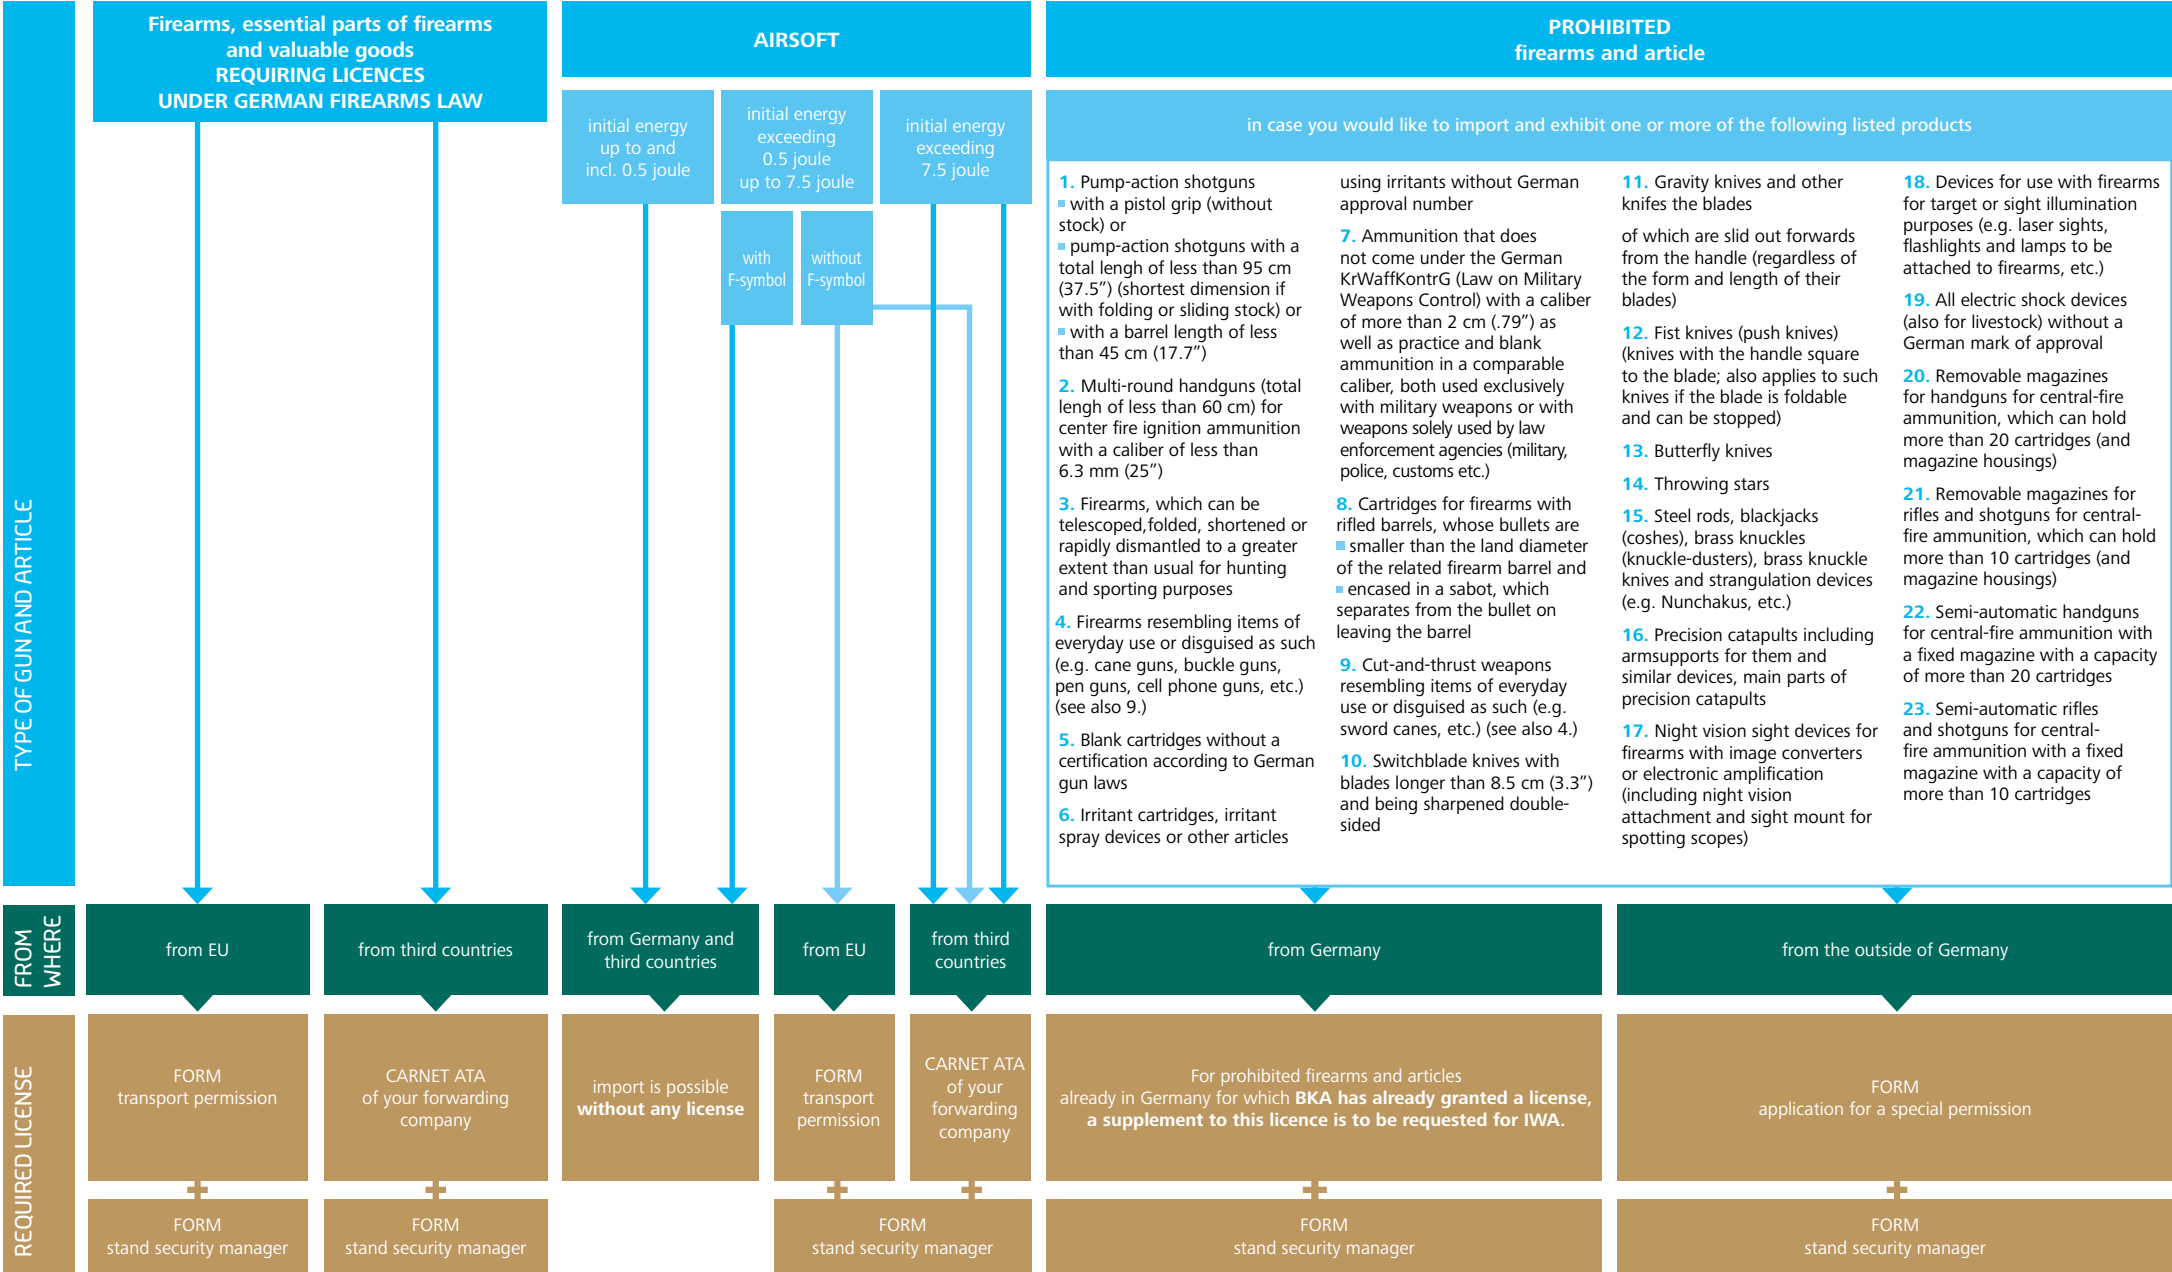 Firearms, essential parts of firearms
and valuable goods
REQUIRING LICENCES
UNDER GERMAN FIREARMS LAW
AIRSOFT
PROHIBITED
firearms and article
initial energy
up to and
incl. 0.5 joule
initial energy
exceeding
0.5 joule
up to 7.5 joule
initial energy
exceeding
7.5 joule
with
F-symbol
without
F-symbol
in case you would like to import and exhibit one or more of the following listed products
1. Pump-action shotguns
with a pistol grip (without
stock) or
pump-action shotguns with a
total lengh of less than 95 cm
(37.5”) (shortest dimension if
with folding or sliding stock) or
with a barrel length of less
than 45 cm (17.7”)
2. Multi-round handguns (total
lengh of less than 60 cm) for
center fire ignition ammunition
with a caliber of less than
6.3 mm (25”)
3. Firearms, which can be
telescoped,folded, shortened or
rapidly dismantled to a greater
extent than usual for hunting
and sporting purposes
4. Firearms resembling items of
everyday use or disguised as such
(e.g. cane guns, buckle guns,
pen guns, cell phone guns, etc.)
(see also 9.)
5. Blank cartridges without a
certification according to German
gun laws
6. Irritant cartridges, irritant
spray devices or other articles
using irritants without German
approval number
7. Ammunition that does
not come under the German
KrWaffKontrG (Law on Military
Weapons Control) with a caliber
of more than 2 cm (.79”) as
well as practice and blank
ammunition in a comparable
caliber, both used exclusively
with military weapons or with
weapons solely used by law
enforcement agencies (military,
police, customs etc.)
8. Cartridges for firearms with
rifled barrels, whose bullets are
smaller than the land diameter
of the related firearm barrel and
encased in a sabot, which
separates from the bullet on
leaving the barrel
9. Cut-and-thrust weapons
resembling items of everyday
use or disguised as such (e.g.
sword canes, etc.) (see also 4.)
10. Switchblade knives with
blades longer than 8.5 cm (3.3”)
and being sharpened double-
sided
11. Gravity knives and other
knifes the blades
of which are slid out forwards
from the handle (regardless of
the form and length of their
blades)
12. Fist knives (push knives)
(knives with the handle square
to the blade; also applies to such
knives if the blade is foldable
and can be stopped)
13. Butterfly knives
14. Throwing stars
15. Steel rods, blackjacks
(coshes), brass knuckles
(knuckle-dusters), brass knuckle
knives and strangulation devices
(e.g. Nunchakus, etc.)
16. Precision catapults including
armsupports for them and
similar devices, main parts of
precision catapults
17. Night vision sight devices for
firearms with image converters
or electronic amplification
(including night vision
attachment and sight mount for
spotting scopes)
18. Devices for use with firearms
for target or sight illumination
purposes (e.g. laser sights,
flashlights and lamps to be
attached to firearms, etc.)
19. All electric shock devices
(also for livestock) without a
German mark of approval
20. Removable magazines
for handguns for central-fire
ammunition, which can hold
more than 20 cartridges (and
magazine housings)
21. Removable magazines for
rifles and shotguns for central-
fire ammunition, which can hold
more than 10 cartridges (and
magazine housings)
22. Semi-automatic handguns
for central-fire ammunition with
a fixed magazine with a capacity
of more than 20 cartridges
23. Semi-automatic rifles
and shotguns for central-
fire ammunition with a fixed
magazine with a capacity of
more than 10 cartridges
TYPE OF GUN AND ARTICLE
FROM
WHERE
from EU
from third countries
from Germany and
third countries
from EU
from third
countries
from Germany
from the outside of Germany
REQUIRED LICENSE
FORM
transport permission
CARNET ATA
of your forwarding
company
import is possible
without any license
FORM
transport
permission
CARNET ATA
of your
forwarding
company
For prohibited firearms and articles
already in Germany for which BKA has already granted a license,
a supplement to this licence is to be requested for IWA.
FORM
application for a special permission
FORM
stand security manager
FORM
stand security manager
FORM
stand security manager
FORM
stand security manager
FORM
stand security manager